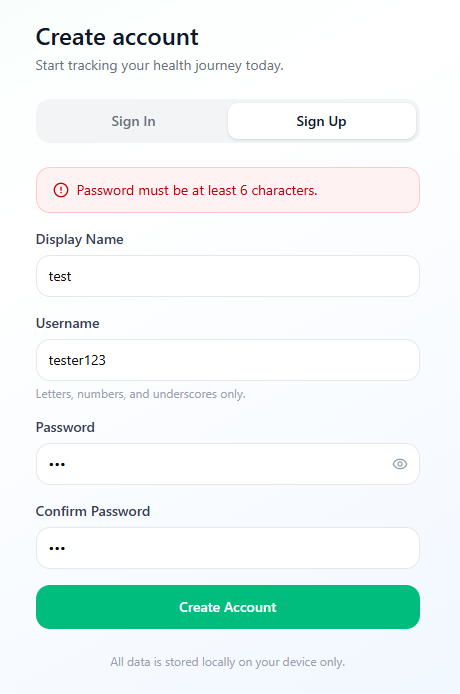 Create account
Start tracking your health journey today.
Sign In
Sign Up
Password must be at least 6 characters.
Display Name
test
Username
tester123
Letters, numbers, and underscores only.
Password
•••
Confirm Password
•••
Create Account
All data is stored locally on your device only.